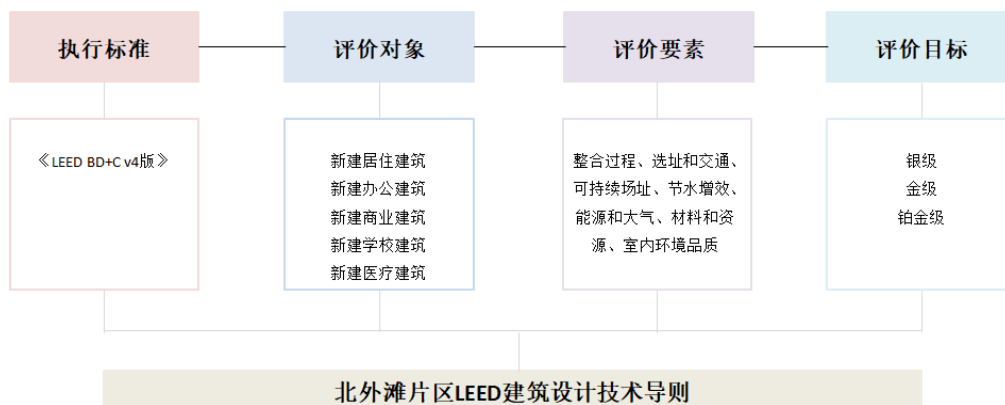 执行标准
评价对象
评价要素
评价目标
《LEED BD+C v4版》
新建居住建筑
新建办公建筑
新建商业建筑
新建学校建筑
新建医疗建筑
整合过程、选址和交通、
可持续场址、节水增效、
能源和大气、材料和资
源、室内环境品质
银级
金级
铂金级
北外滩片区LEED建筑设计技术导则